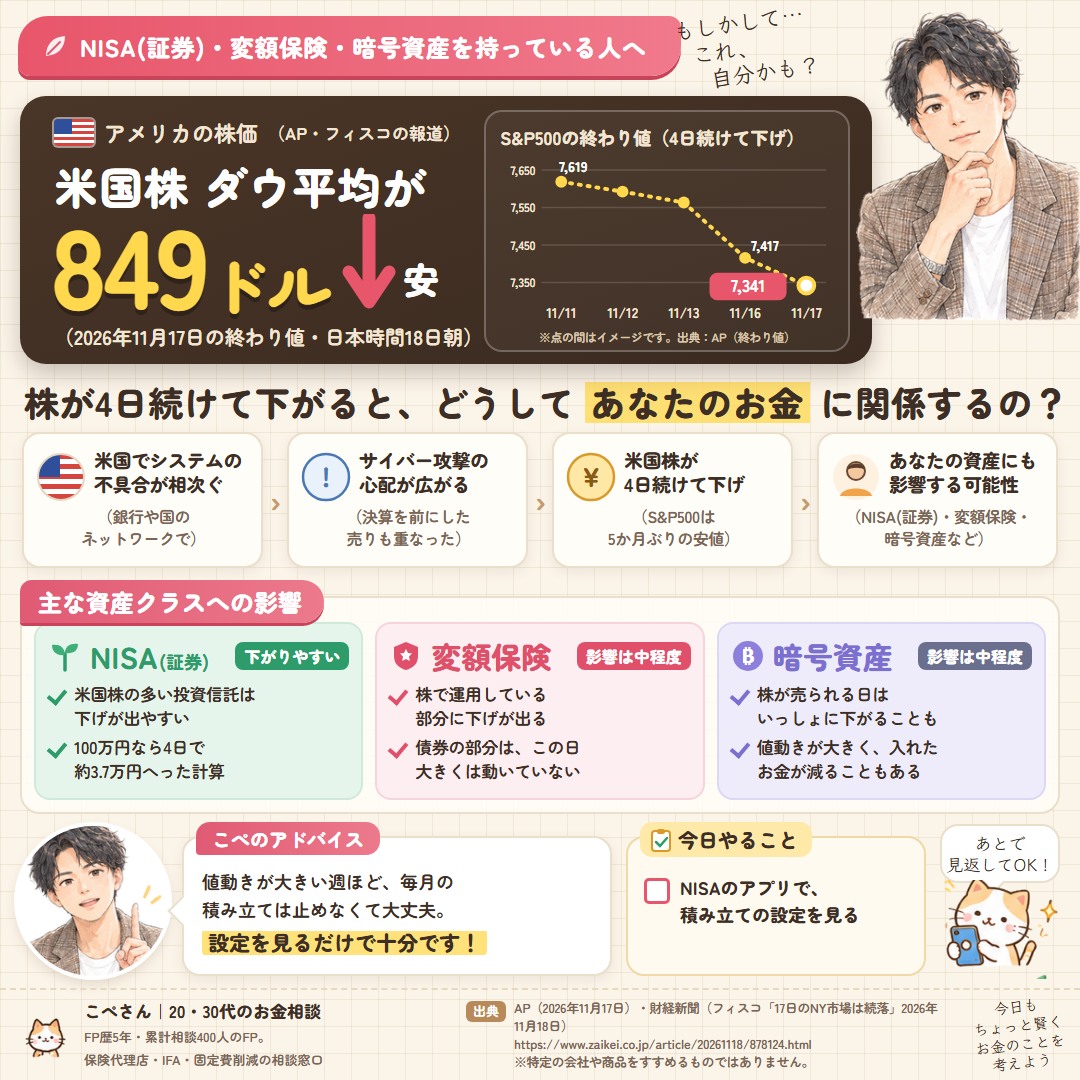 NISA(証券)・変額保険・暗号資産を持っている人へ
もしかして…
これ、
自分かも？
アメリカの株価 （AP・フィスコの報道）
米国株 ダウ平均が
849ドル 安
（2026年11月17日の終わり値・日本時間18日朝）
S&P500の終わり値（4日続けて下げ）
7,650
7,550
7,450
7,350
7,619
7,417
7,341
11/11 11/12 11/13 11/16 11/17
※点の間はイメージです。出典：AP（終わり値）
株が4日続けて下がると、どうして あなたのお金 に関係するの？
米国でシステムの
不具合が相次ぐ
（銀行や国の
ネットワークで）
›
!
サイバー攻撃の
心配が広がる
（決算を前にした
売りも重なった）
›
¥
米国株が
4日続けて下げ
（S&P500は
5か月ぶりの安値）
›
あなたの資産にも
影響する可能性
（NISA(証券)・変額保険・
暗号資産など）
主な資産クラスへの影響
NISA(証券) 下がりやすい
米国株の多い投資信託は
下げが出やすい
100万円なら4日で
約3.7万円へった計算
変額保険 影響は中程度
株で運用している
部分に下げが出る
債券の部分は、この日
大きくは動いていない
暗号資産 影響は中程度
株が売られる日は
いっしょに下がることも
値動きが大きく、入れた
お金が減ることもある
こぺのアドバイス
値動きが大きい週ほど、毎月の
積み立ては止めなくて大丈夫。
設定を見るだけで十分です！
今日やること
NISAのアプリで、
積み立ての設定を見る
あとで
見返してOK！
こぺさん｜20・30代のお金相談
FP歴5年・累計相談400人のFP。
保険代理店・IFA・固定費削減の相談窓口
出典
AP（2026年11月17日）・財経新聞（フィスコ「17日のNY市場は続落」2026年
11月18日）
https://www.zaikei.co.jp/article/20261118/878124.html
※特定の会社や商品をすすめるものではありません。
今日も
ちょっと賢く
お金のことを
考えよう